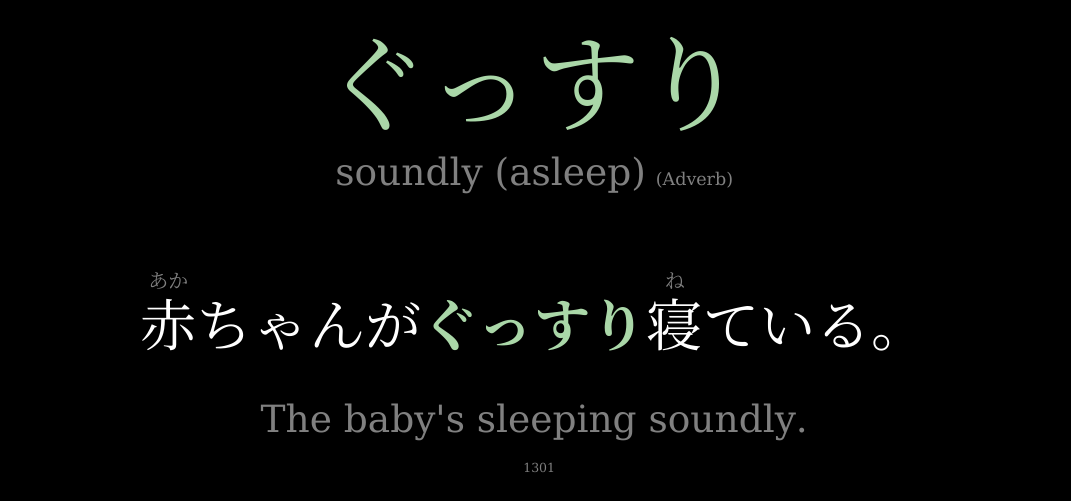 ぐっすり
soundly (asleep) (Adverb)
あか ね
赤ちゃんがぐっすり寝ている。
The baby's sleeping soundly.
1301